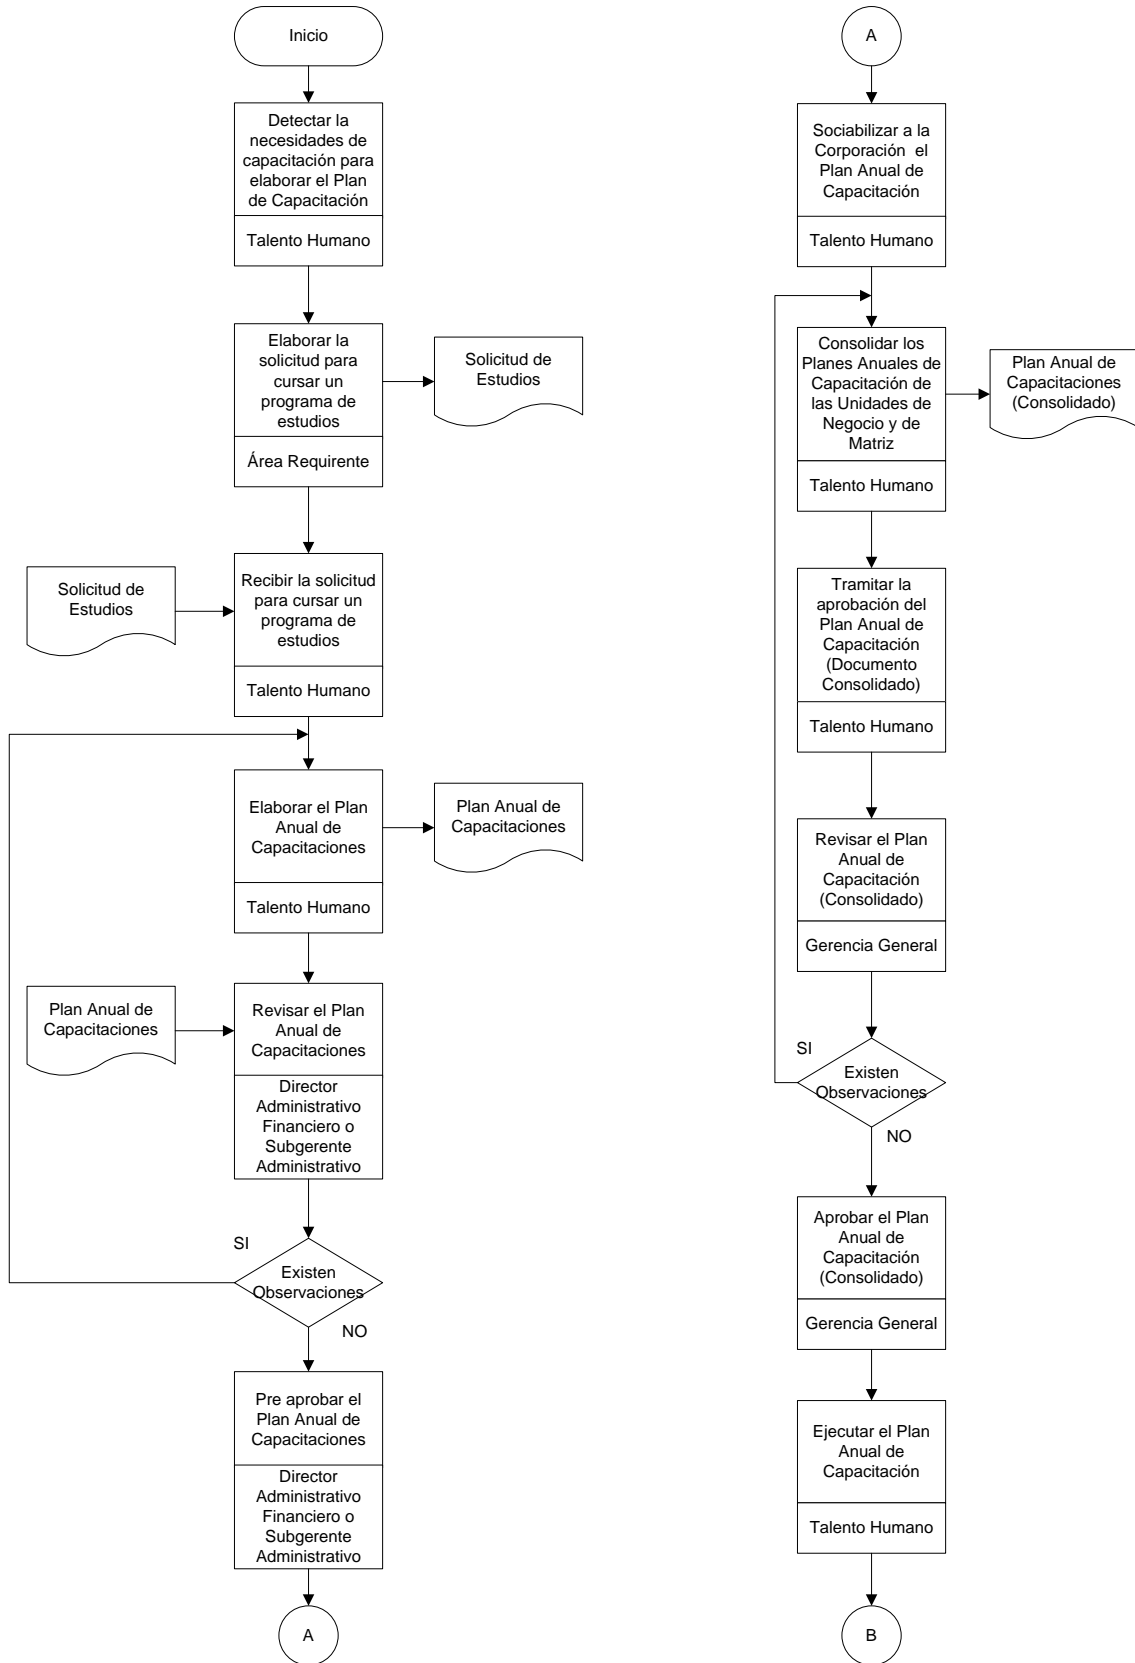 Inicio
Detectar la
necesidades de
capacitación para
elaborar el Plan
de Capacitación
Talento Humano
Elaborar la
solicitud para
cursar un
programa de
estudios
Área Requirente
Solicitud de
Estudios
Solicitud de
Estudios
Recibir la solicitud
para cursar un
programa de
estudios
Talento Humano
Elaborar el Plan
Anual de
Capacitaciones
Talento Humano
Plan Anual de
Capacitaciones
Plan Anual de
Capacitaciones
Revisar el Plan
Anual de
Capacitaciones
Director
Administrativo
Financiero o
Subgerente
Administrativo
SI
Existen
Observaciones
NO
Pre aprobar el
Plan Anual de
Capacitaciones
Director
Administrativo
Financiero o
Subgerente
Administrativo
A
A
Sociabilizar a la
Corporación el
Plan Anual de
Capacitación
Talento Humano
Consolidar los
Planes Anuales de
Capacitación de
las Unidades de
Negocio y de
Matriz
Talento Humano
Plan Anual de
Capacitaciones
(Consolidado)
Tramitar la
aprobación del
Plan Anual de
Capacitación
(Documento
Consolidado)
Talento Humano
Revisar el Plan
Anual de
Capacitación
(Consolidado)
Gerencia General
SI
Existen
Observaciones
NO
Aprobar el Plan
Anual de
Capacitación
(Consolidado)
Gerencia General
Ejecutar el Plan
Anual de
Capacitación
Talento Humano
B